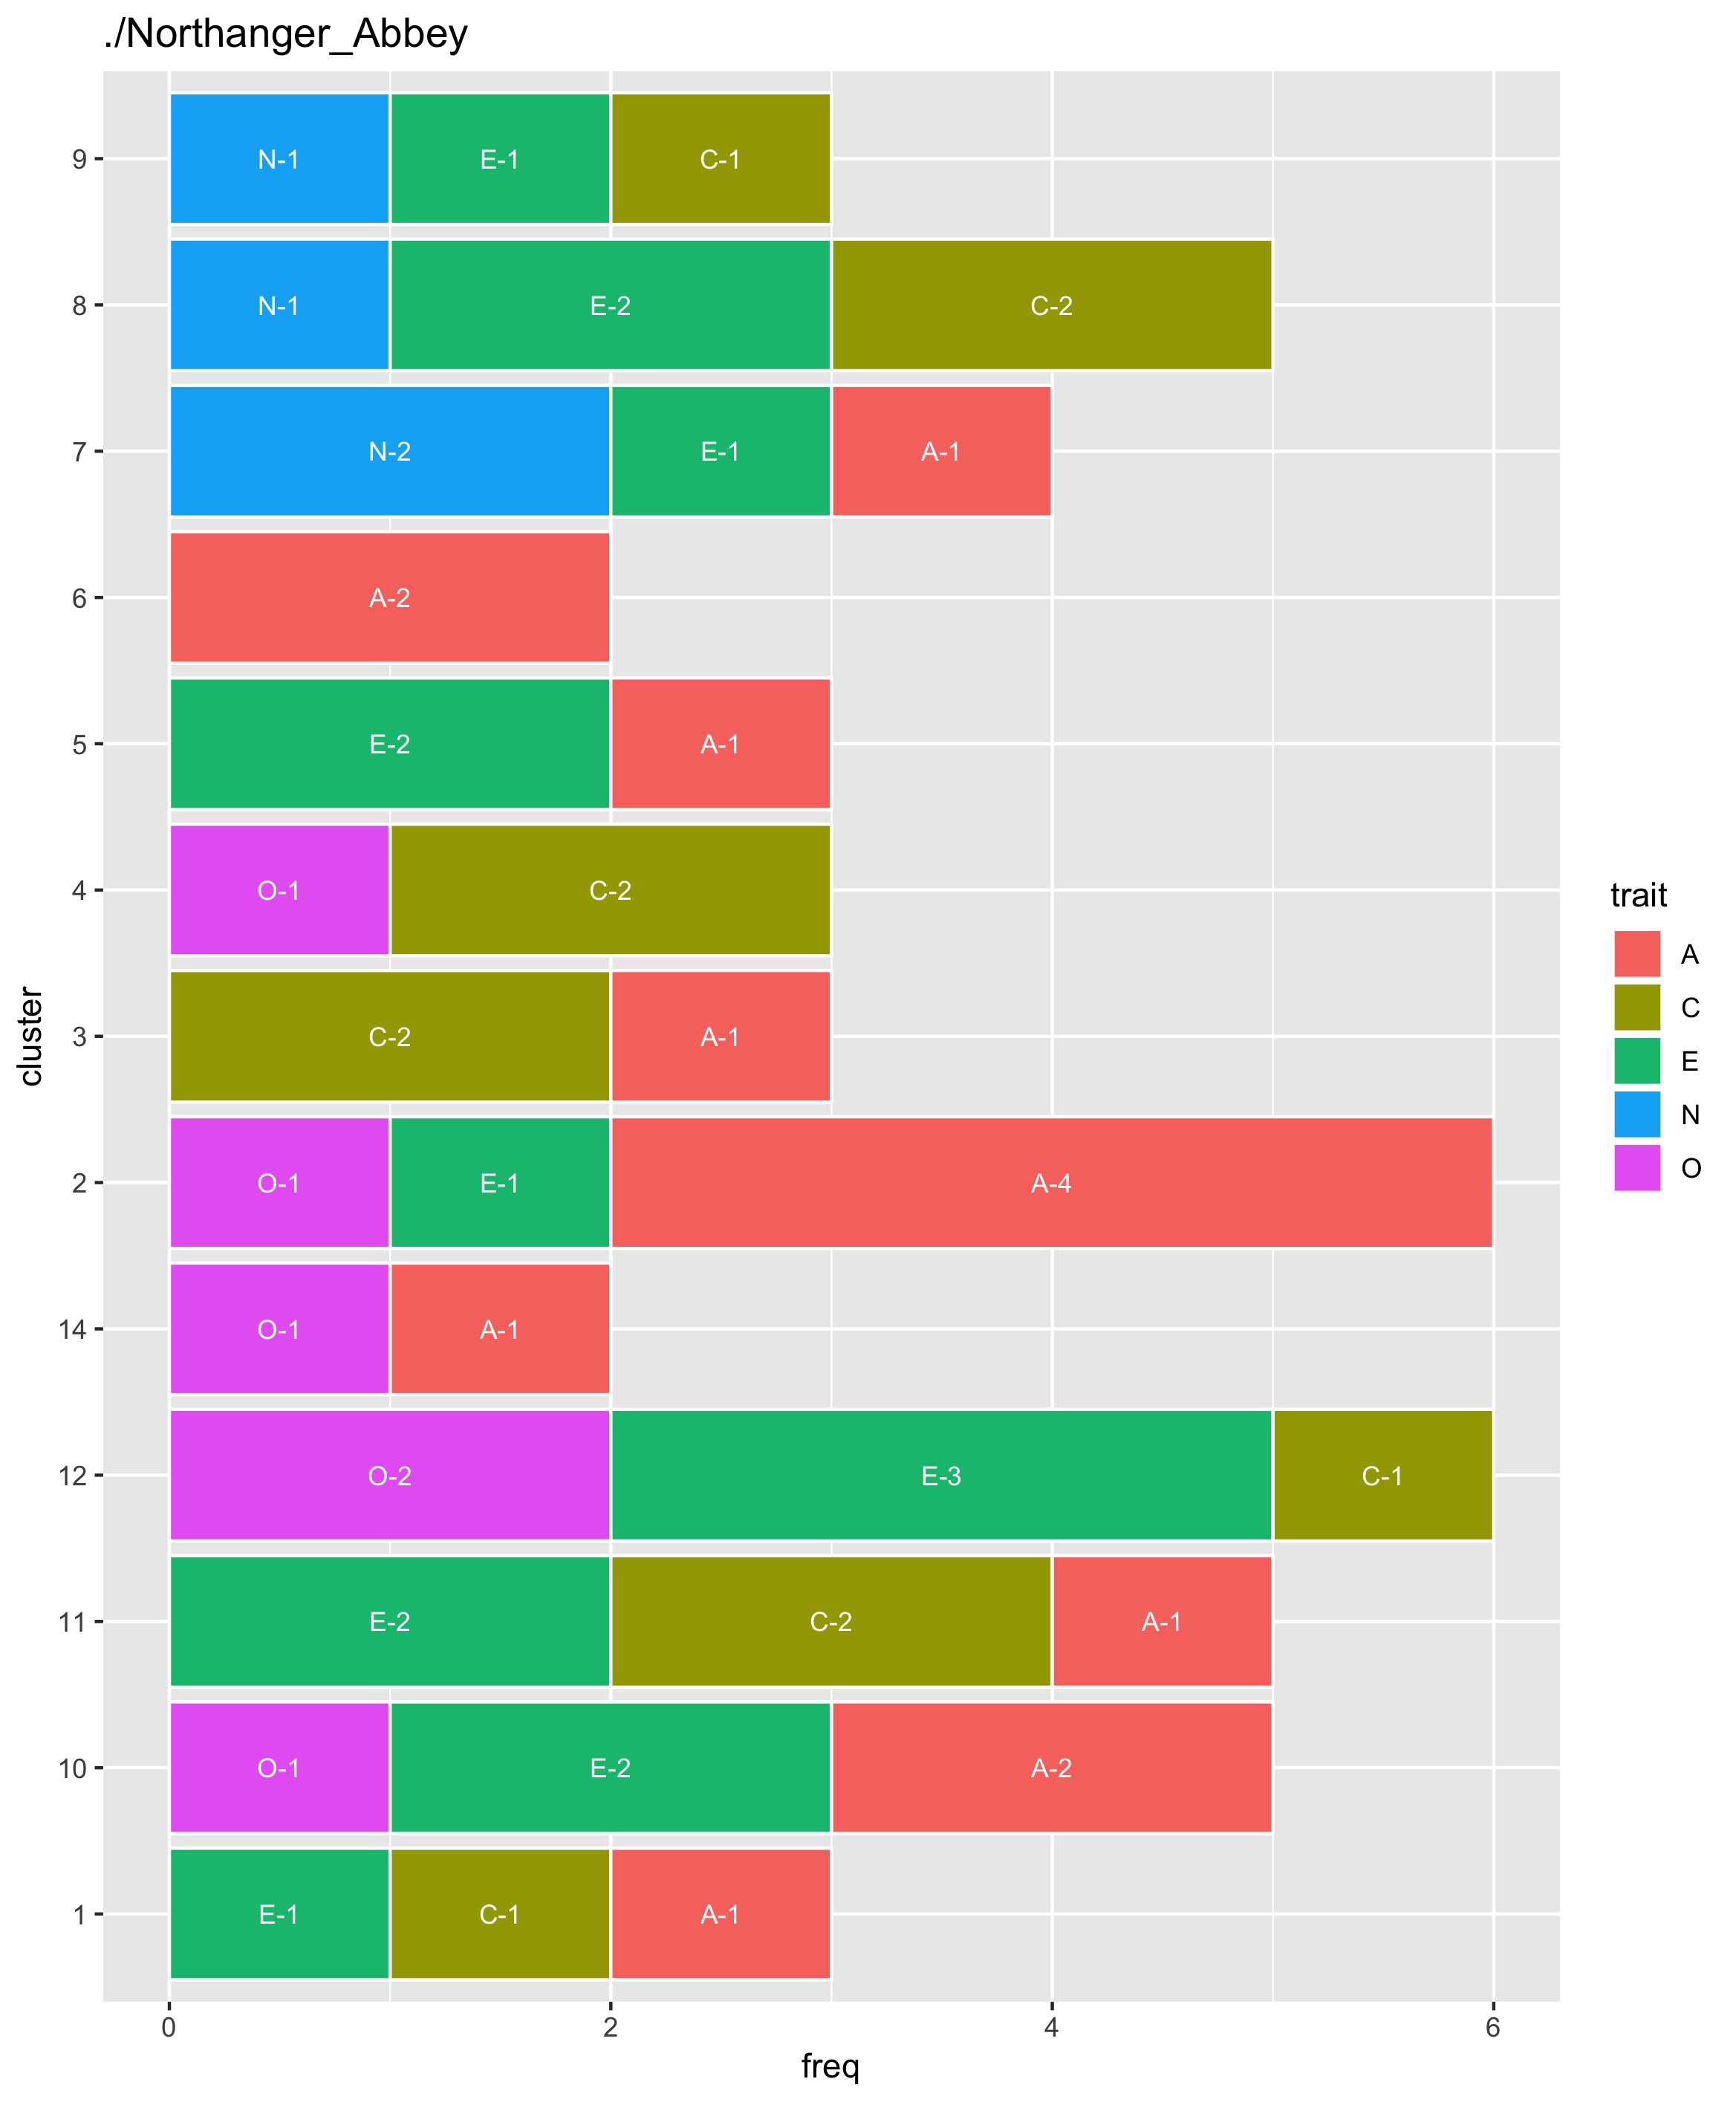 ./Northanger_Abbey
9 N-1 E-1 C-1
8 N-1 E-2 C-2
7 N-2 E-1 A-1
6 A-2
5 E-2 A-1
4 O-1 C-2
3 C-2 A-1
2 O-1 E-1 A-4
14 O-1 A-1
12 O-2 E-3 C-1
11 E-2 C-2 A-1
10 O-1 E-2 A-2
1 E-1 C-1 A-1
0 2 4 6
freq
cluster
trait
A
C
E
N
O